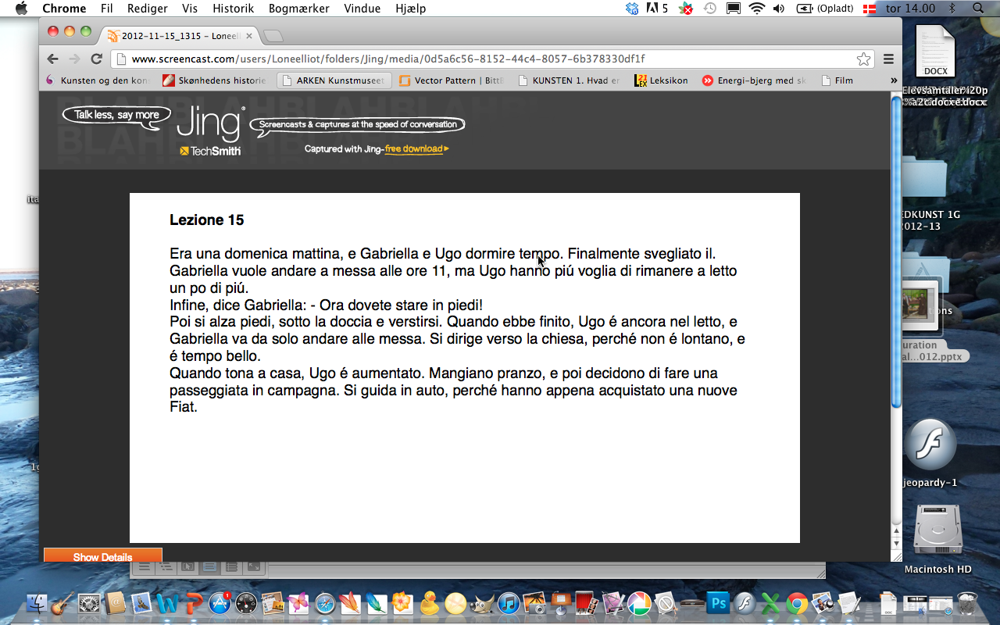 Chrome Fil Rediger Vis Historik Bogmærker Vindue Hjælp 5 (Opladt) tor 14.00
2012-11-15_1315 – Loneell
www.screencast.com/users/Loneelliot/folders/Jing/media/0d5a6c56-8152-44c4-8057-6b378330df1f
Kunsten og den kon Skønhedens historie ARKEN Kunstmuseet Vector Pattern | Bittl KUNSTEN 1. Hvad er Leksikon Energi-bjerg med sk Film »
Talk less, say more
Jing
TechSmith
Screencasts & captures at the speed of conversation
Captured with Jing-free download
Lezione 15
Era una domenica mattina, e Gabriella e Ugo dormire tempo. Finalmente svegliato il.
Gabriella vuole andare a messa alle ore 11, ma Ugo hanno piú voglia di rimanere a letto
un po di piú.
Infine, dice Gabriella: - Ora dovete stare in piedi!
Poi si alza piedi, sotto la doccia e verstirsi. Quando ebbe finito, Ugo é ancora nel letto, e
Gabriella va da solo andare alle messa. Si dirige verso la chiesa, perché non é lontano, e
é tempo bello.
Quando tona a casa, Ugo é aumentato. Mangiano pranzo, e poi decidono di fare una
passeggiata in campagna. Si guida in auto, perché hanno appena acquistato una nuove
Fiat.
Show Details
DOCX
EDKUNST 1G
2012-13
uration
al...012.pptx
jeopardy-1
Macintosh HD